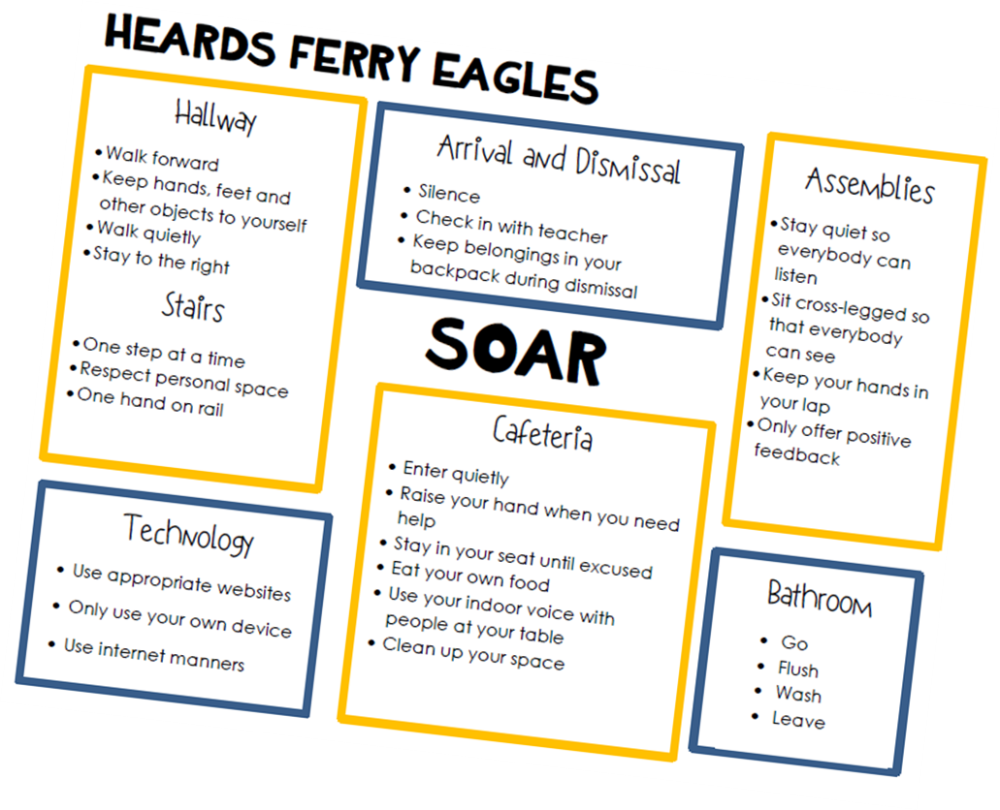 HEARDS FERRY EAGLES
Hallway
•Walk forward
•Keep hands, feet and
other objects to yourself
•Walk quietly
•Stay to the right
Stairs
•One step at a time
•Respect personal space
•One hand on rail
Arrival and Dismissal
• Silence
• Check in with teacher
• Keep belongings in your
backpack during dismissal
Assemblies
•Stay quiet so
everybody can
listen
•Sit cross-legged so
that everybody
can see
•Keep your hands in
your lap
•Only offer positive
feedback
SOAR
Cafeteria
• Enter quietly
• Raise your hand when you need
help
• Stay in your seat until excused
• Eat your own food
• Use your indoor voice with
people at your table
• Clean up your space
Technology
• Use appropriate websites
• Only use your own device
• Use internet manners
Bathroom
• Go
• Flush
• Wash
• Leave